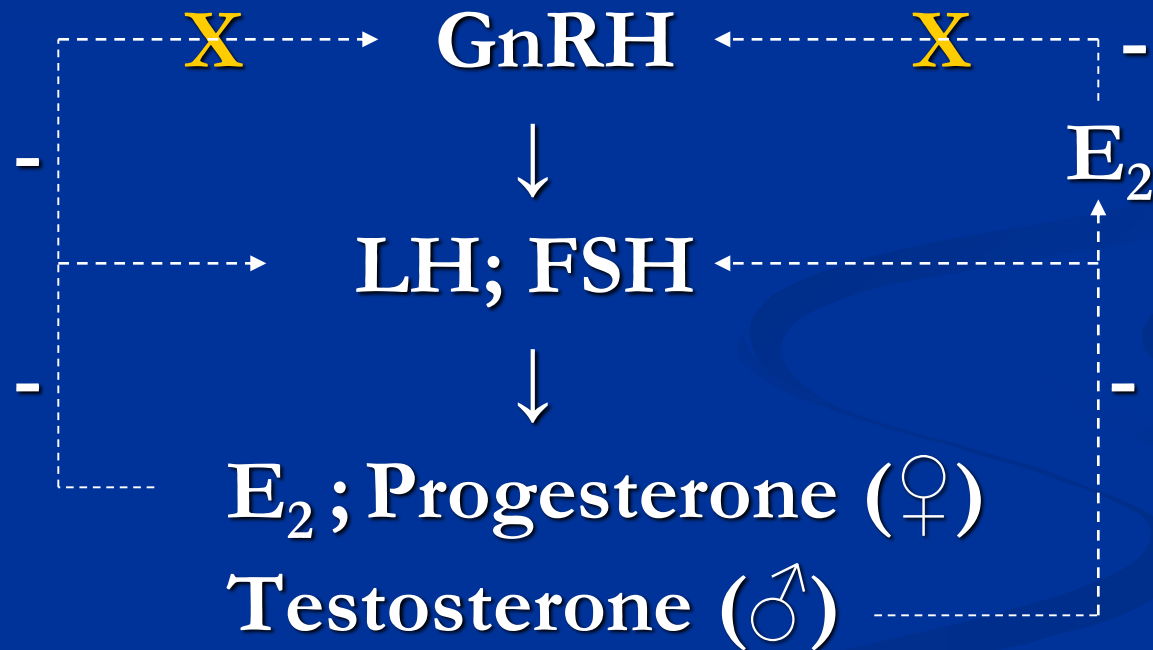 X GnRH X -
- E₂
LH; FSH
- -
E₂ ; Progesterone (♀)
Testosterone (♂)